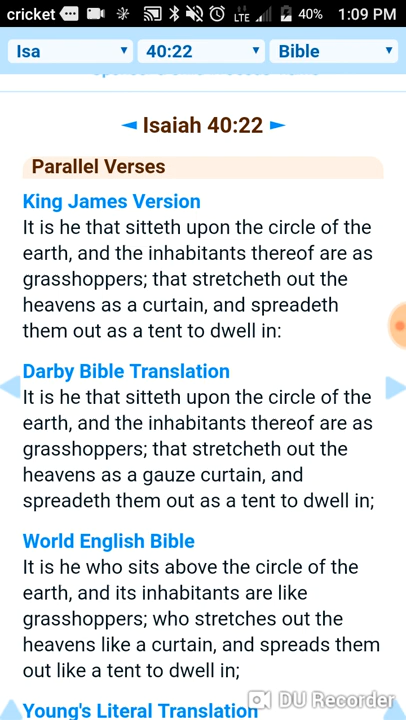 cricket LTE 40% 1:09 PM
Isa 40:22 Bible
Isaiah 40:22
Parallel Verses
King James Version
It is he that sitteth upon the circle of the
earth, and the inhabitants thereof are as
grasshoppers; that stretcheth out the
heavens as a curtain, and spreadeth
them out as a tent to dwell in:
Darby Bible Translation
It is he that sitteth upon the circle of the
earth, and the inhabitants thereof are as
grasshoppers; that stretcheth out the
heavens as a gauze curtain, and
spreadeth them out as a tent to dwell in;
World English Bible
It is he who sits above the circle of the
earth, and its inhabitants are like
grasshoppers; who stretches out the
heavens like a curtain, and spreads them
out like a tent to dwell in;
DU Recorder
Young's Literal Translation